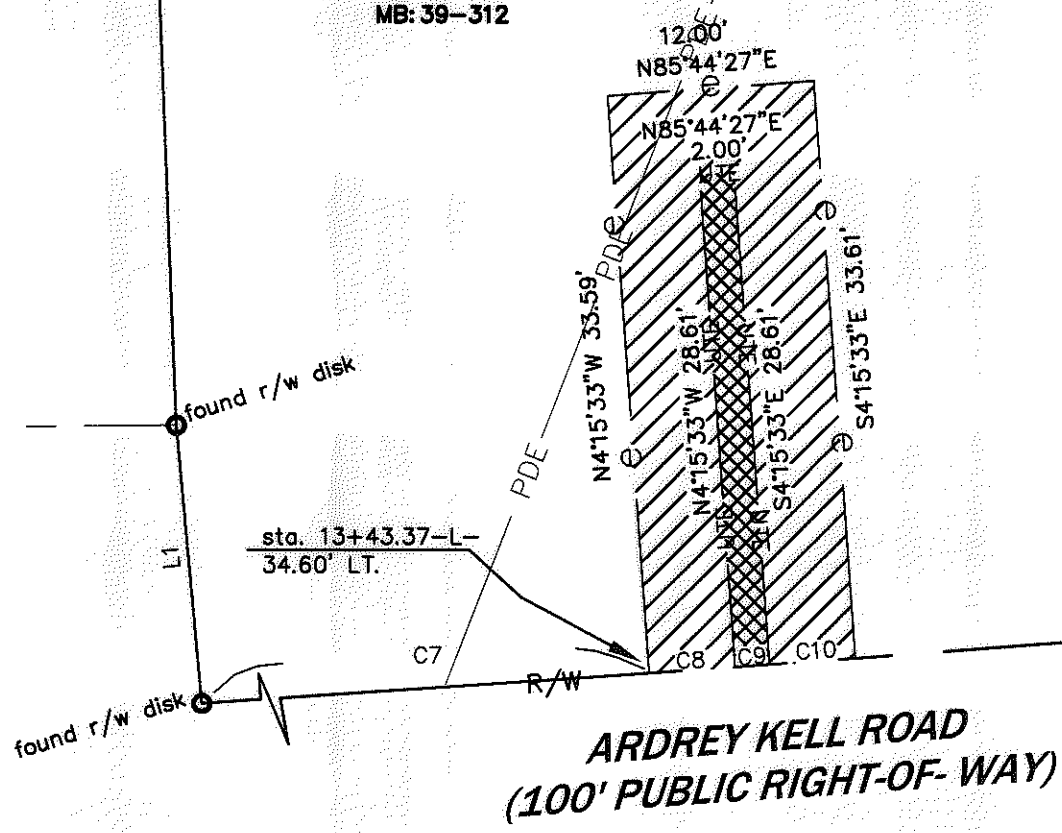 MB: 39-312
PDE
12.00'
N85°44'27"E
e
N85°44'27"E
2.00'
e
e
PDE
N4°15'33"W 33.59'
N4°15'33"W 28.61'
S4°15'33"E 28.61'
S4°15'33"E 33.61'
found r/w disk
e
e
PDE
L1
sta. 13+43.37-L-
34.60' LT.
C7
C8
C9
C10
R/W
found r/w disk
ARDREY KELL ROAD
(100' PUBLIC RIGHT-OF- WAY)